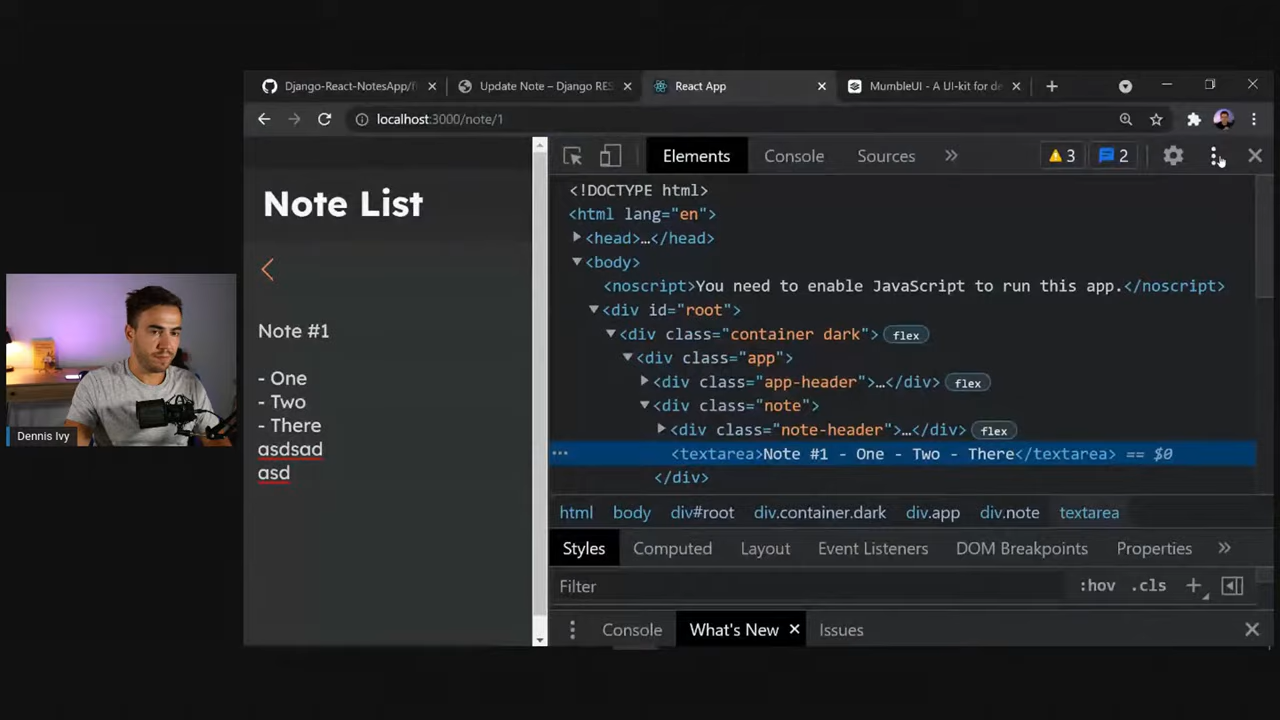 Django-React-NotesApp/f
Update Note – Django RES
React App
MumbleUI - A UI-kit for de
localhost:3000/note/1
Elements
Console
Sources
3
2
Note List
Note #1
- One
- Two
- There
asdsad
asd
<!DOCTYPE html>
<html lang="en">
<head>…</head>
<body>
<noscript>You need to enable JavaScript to run this app.</noscript>
<div id="root">
<div class="container dark"> flex
<div class="app">
<div class="app-header">…</div> flex
<div class="note">
<div class="note-header">…</div> flex
<textarea>Note #1 - One - Two - There</textarea> == $0
</div>
html body div#root div.container.dark div.app div.note textarea
Styles Computed Layout Event Listeners DOM Breakpoints Properties
Filter :hov .cls
Console What's New Issues
Dennis Ivy